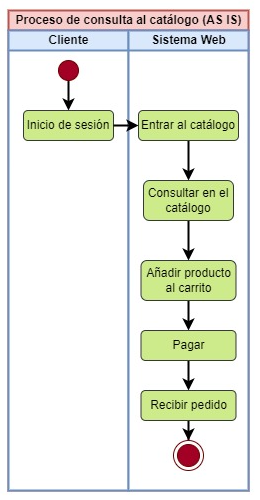 Proceso de consulta al catálogo (AS IS)
Cliente
Sistema Web
Inicio de sesión
Entrar al catálogo
Consultar en el
catálogo
Añadir producto
al carrito
Pagar
Recibir pedido